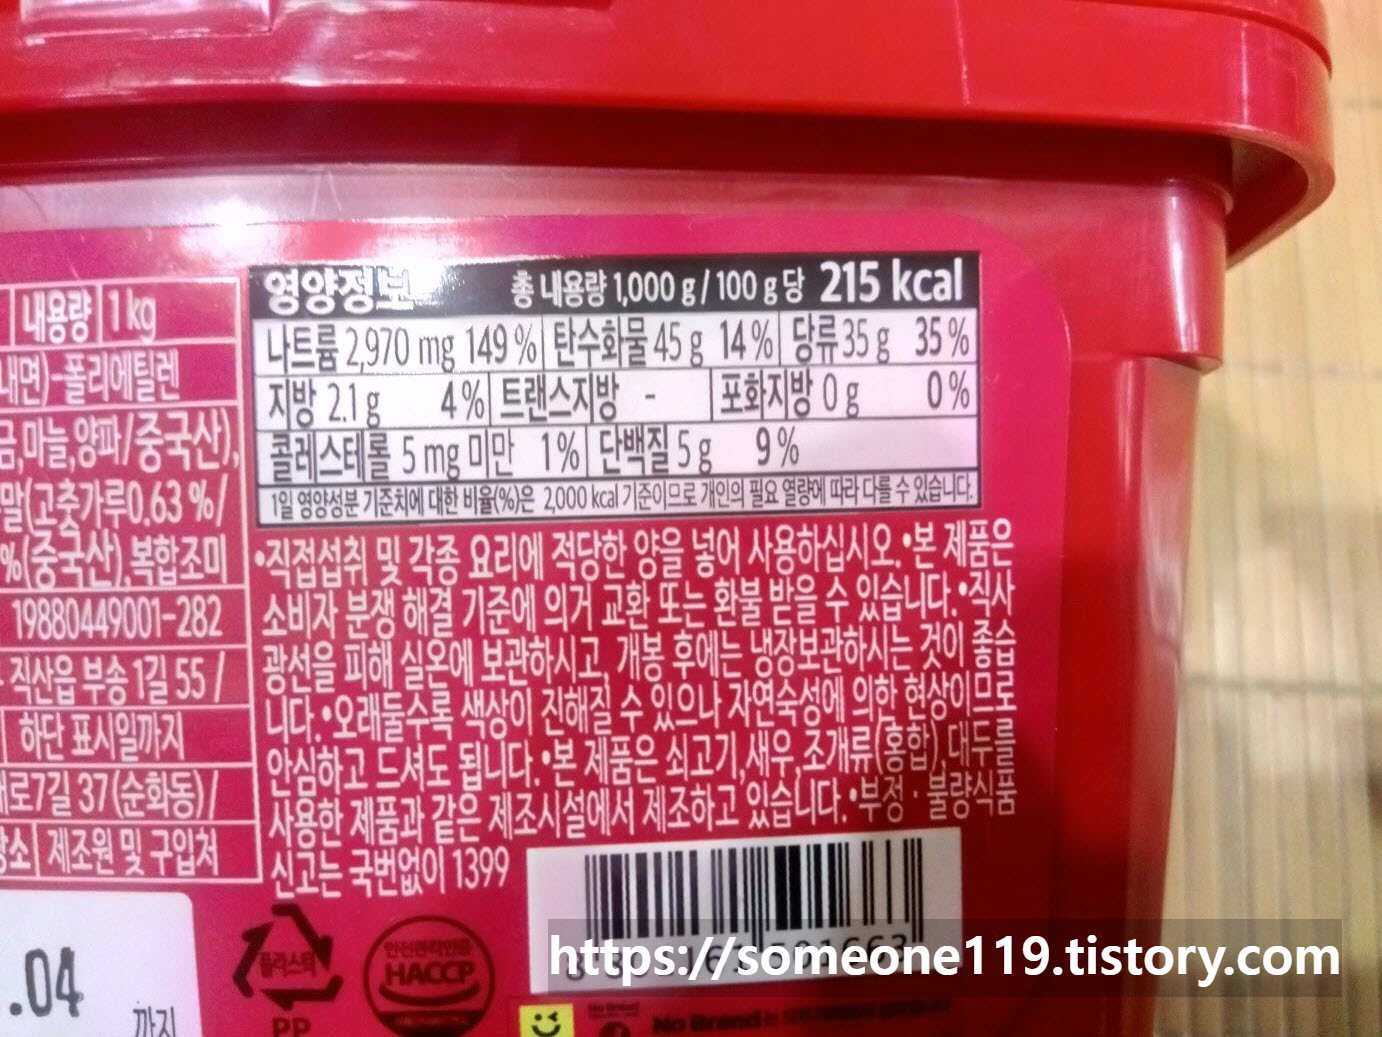 내용량 1 kg
내면)-폴리에틸렌
금,마늘,양파/중국산),
말(고춧가루0.63 %/
%(중국산),복합조미
19880449001-282
직산읍 부송1길 55 /
하단 표시일까지
로7길 37(순화동)/
제조원 및 구입처
영양정보 총 내용량 1,000 g / 100 g당 215 kcal
나트륨 2,970 mg 149 % 탄수화물 45 g 14 % 당류 35 g 35 %
지방 2.1 g 4 % 트랜스지방 - 포화지방 0 g 0 %
콜레스테롤 5 mg 미만 1 % 단백질 5 g 9 %
1일 영양성분 기준치에 대한 비율(%)은 2,000 kcal 기준이므로 개인의 필요 열량에 따라 다를 수 있습니다.
•직접섭취 및 각종 요리에 적당한 양을 넣어 사용하십시오.•본 제품은
소비자 분쟁 해결 기준에 의거 교환 또는 환불 받을 수 있습니다.•직사
광선을 피해 실온에 보관하시고, 개봉 후에는 냉장보관하시는 것이 좋습
니다.•오래둘수록 색상이 진해질 수 있으나 자연숙성에 의한 현상이므로
안심하고 드셔도 됩니다.•본 제품은 쇠고기,새우,조개류(홍합),대두를
사용한 제품과 같은 제조시설에서 제조하고 있습니다.•부정·불량식품
신고는 국번없이 1399
.04
까지
플라스틱
PP
안전관리인증
HACCP
https://someone119.tistory.com
No Brand